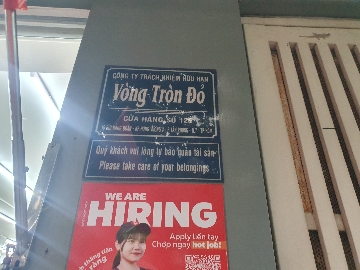 CÔNG TY TRÁCH NHIỆM HỮU HẠN
Vòng Tròn Đỏ
CỬA HÀNG SỐ
Quý khách vui lòng tự bảo quản tài sản
Please take care of your belongings
WE ARE
HIRING
Apply Liền tay
Chớp ngay hot job!